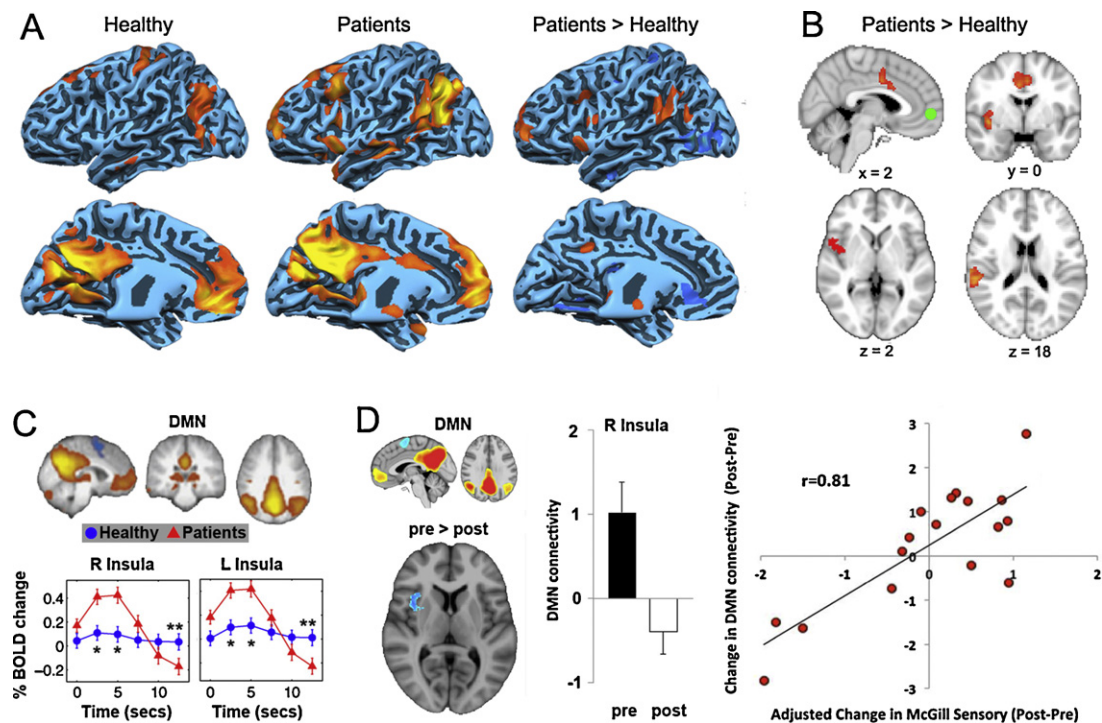 A
Healthy
Patients
Patients > Healthy
B
Patients > Healthy
x = 2
y = 0
z = 2
z = 18
C
DMN
Healthy
Patients
R Insula
L Insula
% BOLD change
0.4
0.2
0
−0.2
**
* *
**
* *
0 5 10
0 5 10
Time (secs)
Time (secs)
D
DMN
pre > post
R Insula
DMN connectivity
2
1
0
-1
pre
post
Change in DMN connectivity (Post-Pre)
r=0.81
4
3
2
1
0
-1
-2
-3
-2
-1
0
1
2
Adjusted Change in McGill Sensory (Post-Pre)